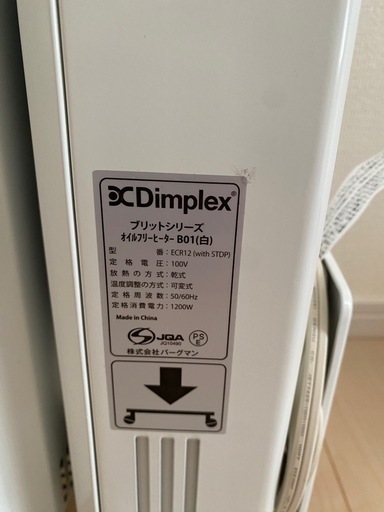 Dimplex®
ブリットシリーズ
オイルフリーヒーター B01(白)
型番: ECR12 (with STDP)
定格電圧: 100V
放熱の方式: 乾式
温度調整の方式: 可変式
定格周波数: 50/60Hz
定格消費電力: 1200W
Made in China
JQA
JQ10490
PS
E
株式会社バーグマン